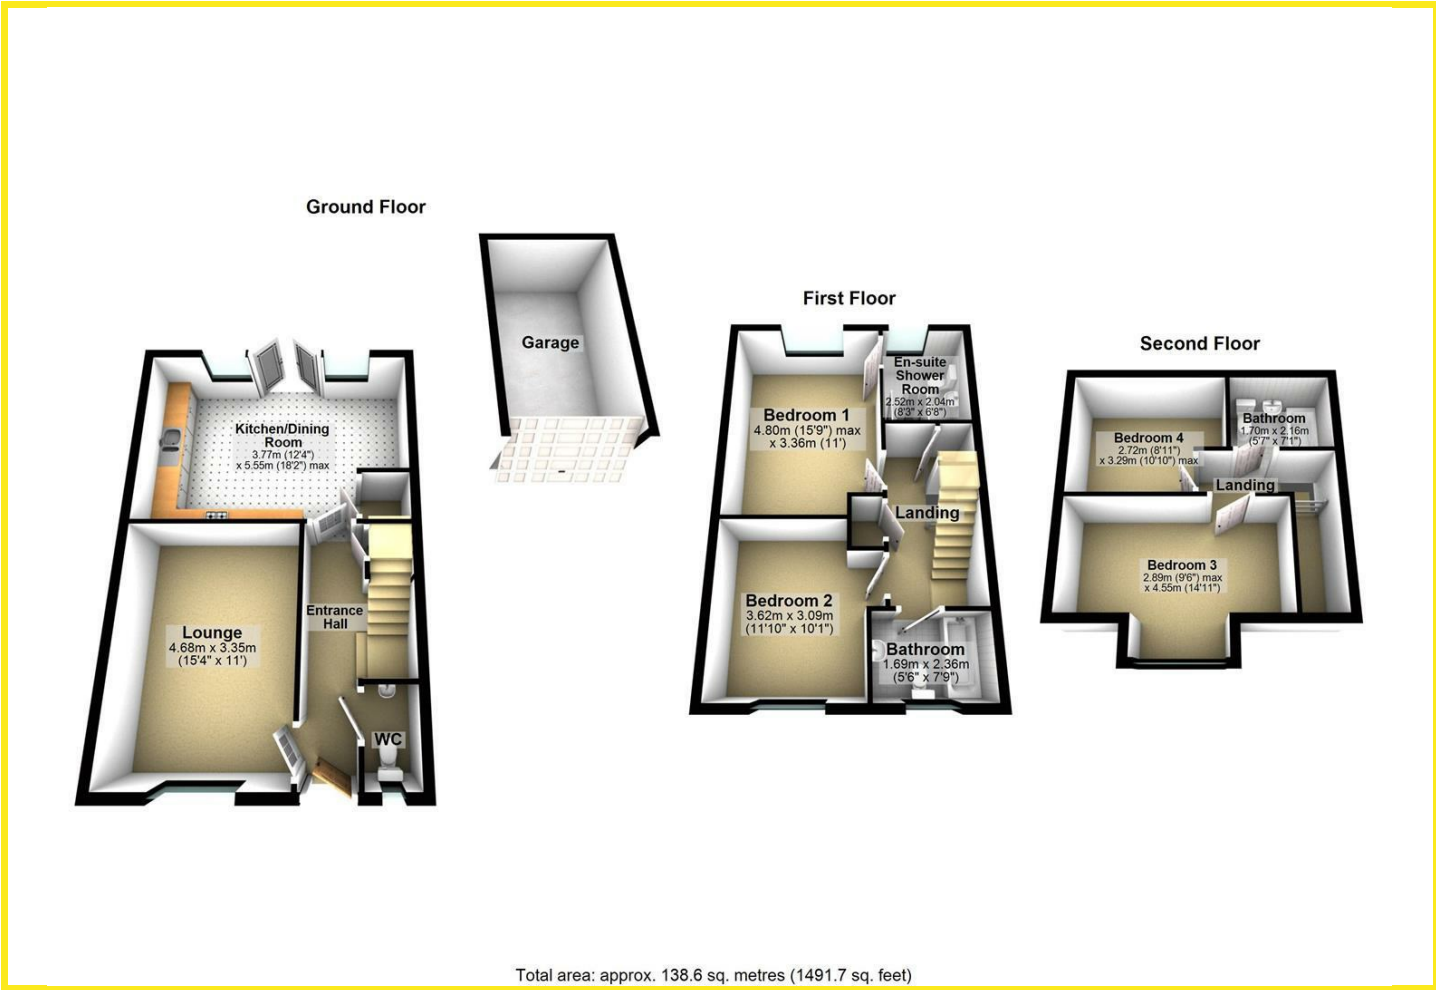 Ground Floor
Garage
Kitchen/Dining
Room
3.77m (12'4")
x 5.55m (18'2") max
Lounge
4.68m x 3.35m
(15'4" x 11')
Entrance
Hall
WC
First Floor
En-suite
Shower
Room
2.52m x 2.04m
(8'3" x 6'8")
Bedroom 1
4.80m (15'9") max
x 3.36m (11')
Landing
Bedroom 2
3.62m x 3.09m
(11'10" x 10'1")
Bathroom
1.69m x 2.36m
(5'6" x 7'9")
Second Floor
Bathroom
1.70m x 2.16m
(5'7" x 7'1")
Bedroom 4
2.72m (8'11")
x 3.29m (10'10") max
Landing
Bedroom 3
2.89m (9'6") max
x 4.55m (14'11")
Total area: approx. 138.6 sq. metres (1491.7 sq. feet)